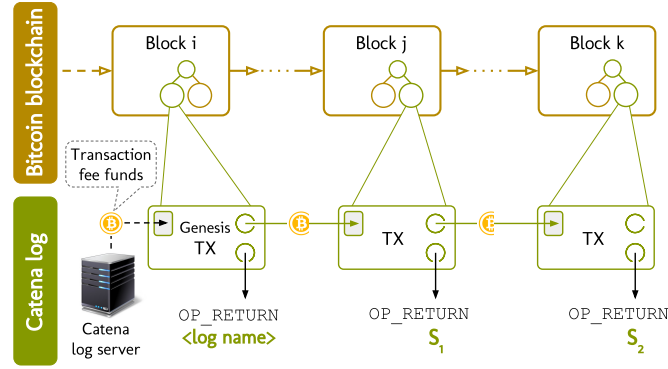 Bitcoin blockchain
Block i
Block j
Block k
Transaction
fee funds
Catena log
Catena
log server
Genesis
TX
TX
TX
OP_RETURN
<log name>
OP_RETURN
S1
OP_RETURN
S2